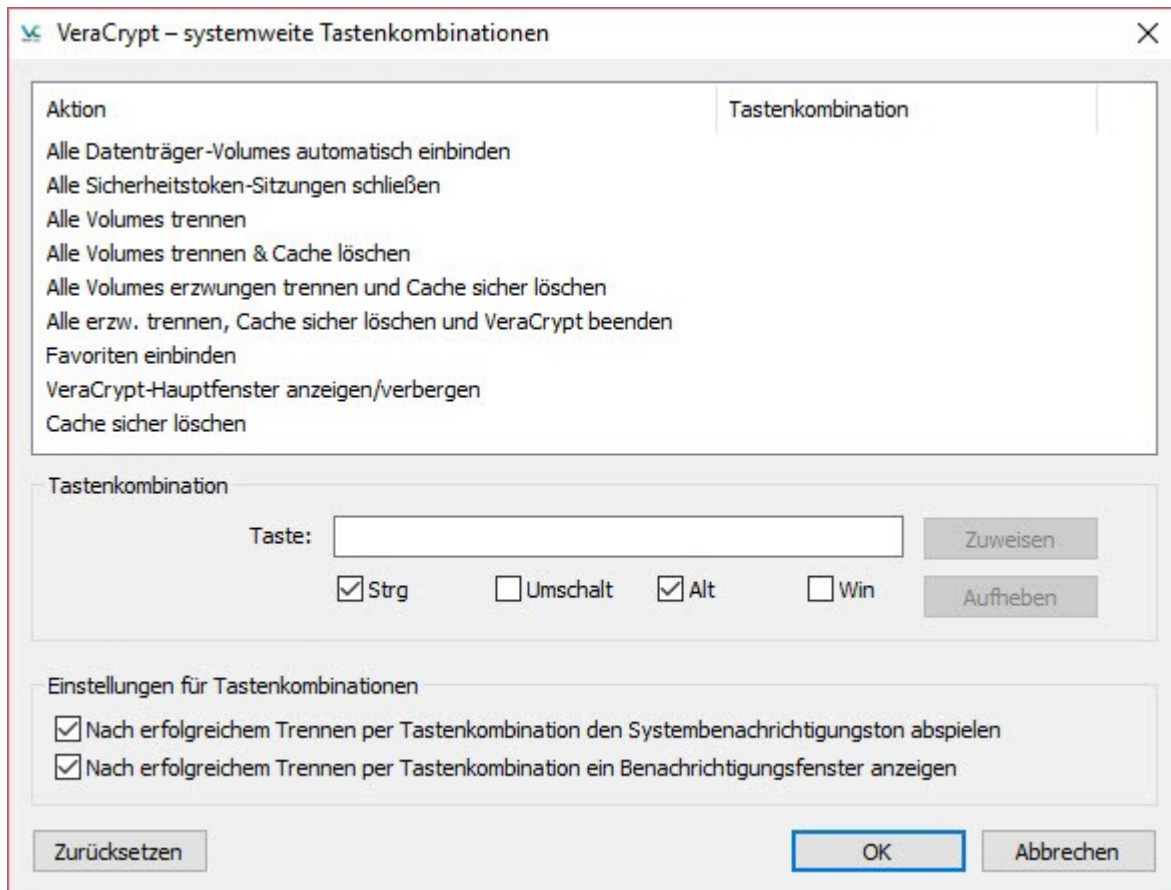 VeraCrypt – systemweite Tastenkombinationen
Aktion Tastenkombination
Alle Datenträger-Volumes automatisch einbinden
Alle Sicherheitstoken-Sitzungen schließen
Alle Volumes trennen
Alle Volumes trennen & Cache löschen
Alle Volumes erzwungen trennen und Cache sicher löschen
Alle erzw. trennen, Cache sicher löschen und VeraCrypt beenden
Favoriten einbinden
VeraCrypt-Hauptfenster anzeigen/verbergen
Cache sicher löschen
Tastenkombination
Taste: Zuweisen
Strg Umschalt Alt Win Aufheben
Einstellungen für Tastenkombinationen
Nach erfolgreichem Trennen per Tastenkombination den Systembenachrichtigungston abspielen
Nach erfolgreichem Trennen per Tastenkombination ein Benachrichtigungsfenster anzeigen
Zurücksetzen OK Abbrechen